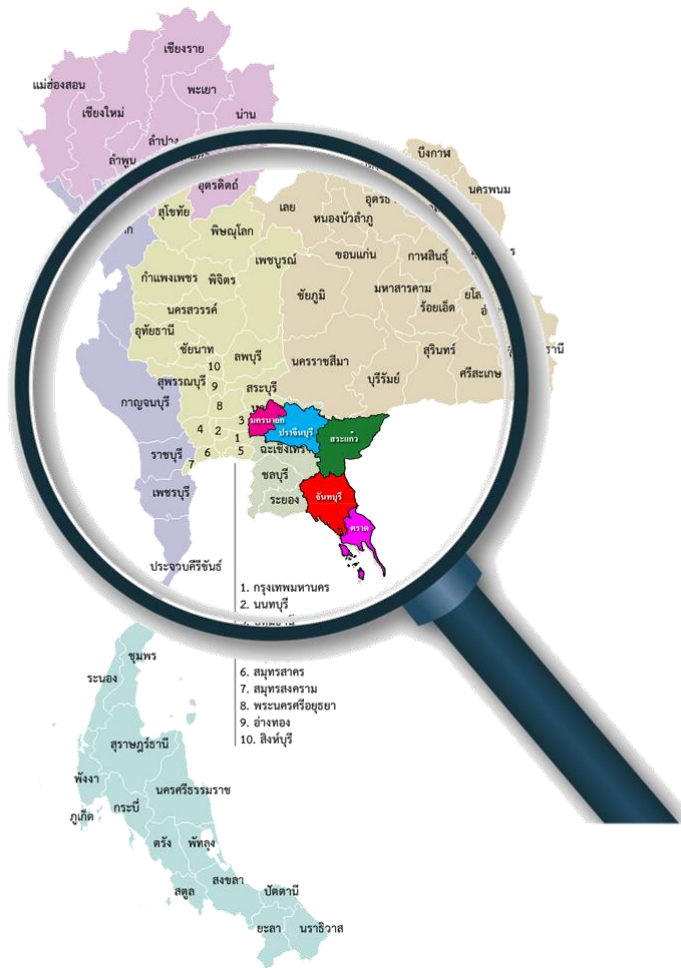 เชียงราย
แม่ฮ่องสอน
พะเยา
เชียงใหม่
น่าน
ลำปาง
ลำพูน
บึงกาฬ
อุตรดิตถ์
นครพนม
เลย
สุโขทัย
หนองบัวลำภู
พิษณุโลก
ขอนแก่น
กาฬสินธุ์
เพชรบูรณ์
กำแพงเพชร
พิจิตร
มหาสารคาม
ชัยภูมิ
ร้อยเอ็ด
นครสวรรค์
อุทัยธานี
ชัยนาท
ลพบุรี
สุรินทร์
นครราชสีมา
10
ศรีสะเกษ
สุพรรณบุรี
9
สระบุรี
บุรีรัมย์
กาญจนบุรี
8
นครนายก
3
4
2
ปราจีนบุรี
สระแก้ว
1
ราชบุรี
6
5
ฉะเชิงเทรา
7
ชลบุรี
เพชรบุรี
ระยอง
จันทบุรี
ตราด
ประจวบคีรีขันธ์
1. กรุงเทพมหานคร
2. นนทบุรี
6. สมุทรสาคร
7. สมุทรสงคราม
8. พระนครศรีอยุธยา
9. อ่างทอง
10. สิงห์บุรี
ชุมพร
ระนอง
สุราษฎร์ธานี
พังงา
นครศรีธรรมราช
กระบี่
ภูเก็ต
ตรัง
พัทลุง
สงขลา
สตูล
ปัตตานี
ยะลา
นราธิวาส